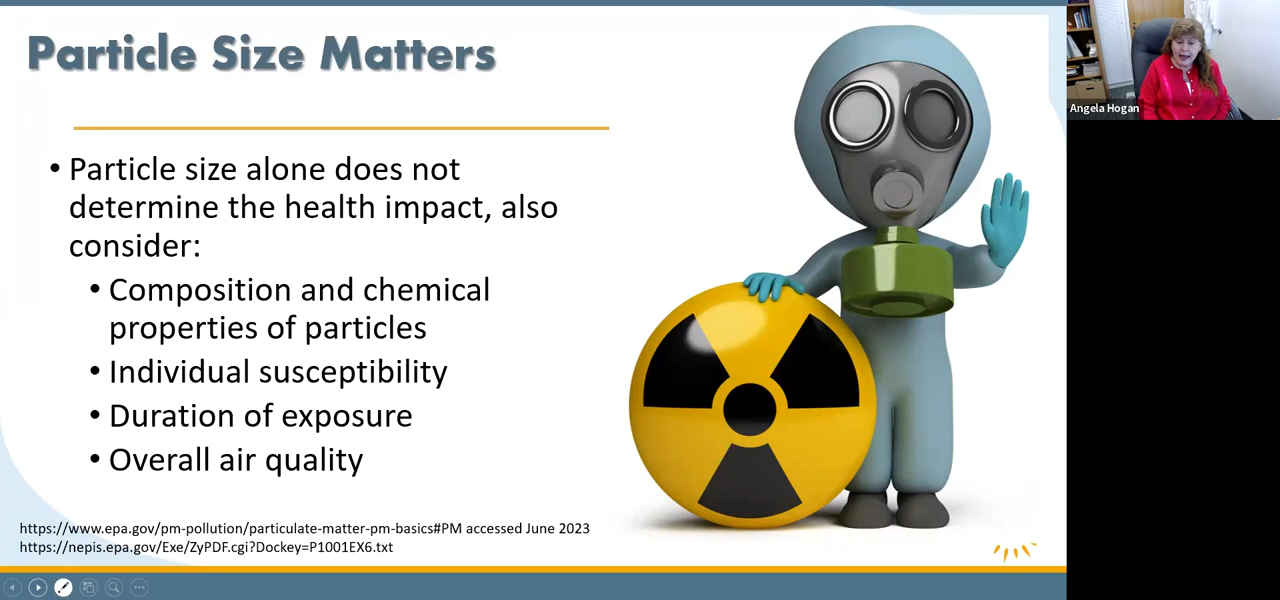 Particle Size Matters
• Particle size alone does not
determine the health impact, also
consider:
• Composition and chemical
properties of particles
• Individual susceptibility
• Duration of exposure
• Overall air quality
https://www.epa.gov/pm-pollution/particulate-matter-pm-basics#PM accessed June 2023
https://nepis.epa.gov/Exe/ZyPDF.cgi?Dockey=P1001EX6.txt
Angela Hogan